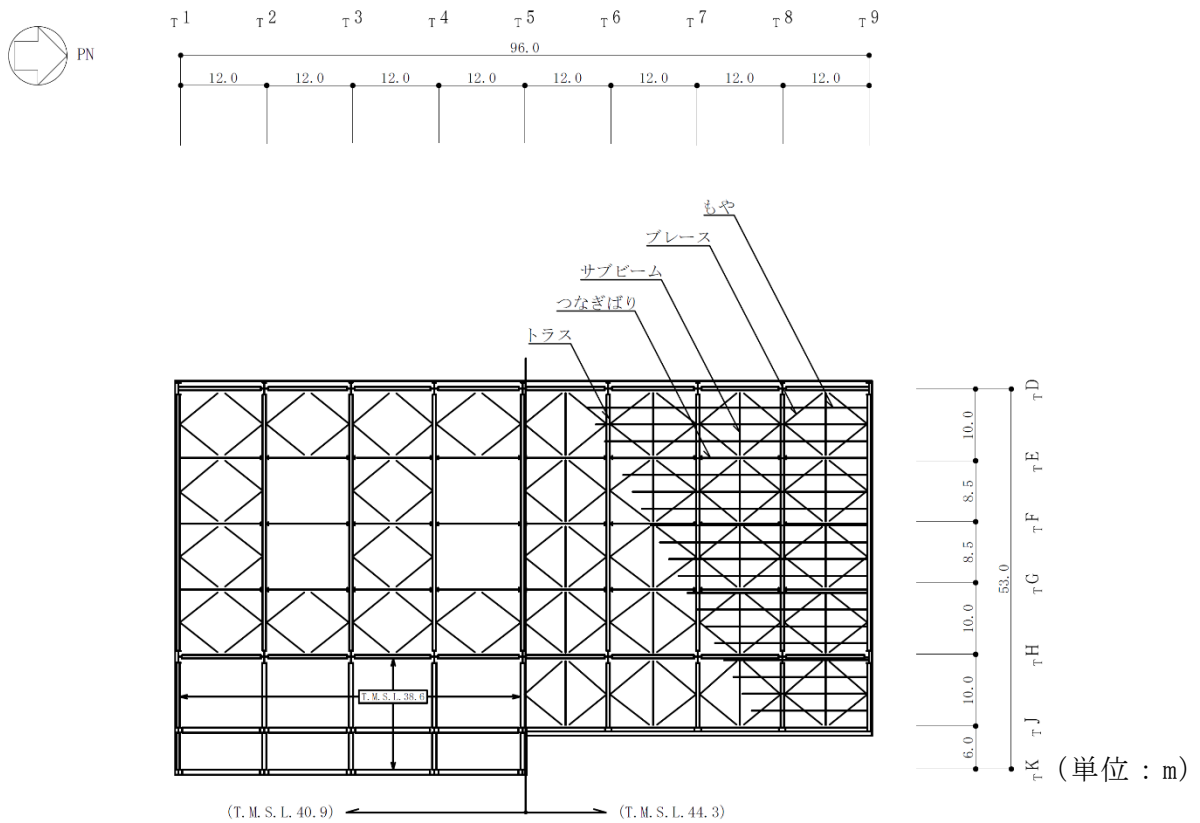 T1 T2 T3 T4 T5 T6 T7 T8 T9
PN
96.0
12.0 12.0 12.0 12.0 12.0 12.0 12.0 12.0
もや
ブレース
サブビーム
つなぎばり
トラス
TD
10.0
TE
8.5
TF
8.5
TG
53.0
10.0
TH
10.0
TJ
6.0
TK
(単位：m)
T.M.S.L.38.6
(T.M.S.L.40.9) (T.M.S.L.44.3)